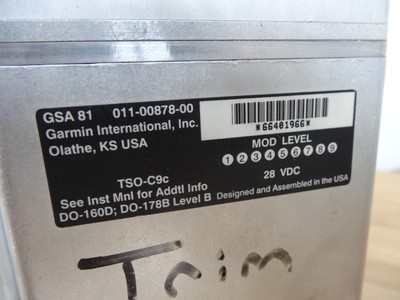 GSA 81 011-00878-00
Garmin International, Inc.
Olathe, KS USA
*66401966*
MOD LEVEL
1 2 3 4 5 6 7 8 9
TSO-C9c
28 VDC
See Inst Mnl for Addtl Info
DO-160D; DO-178B Level B
Designed and Assembled in the USA
Trim